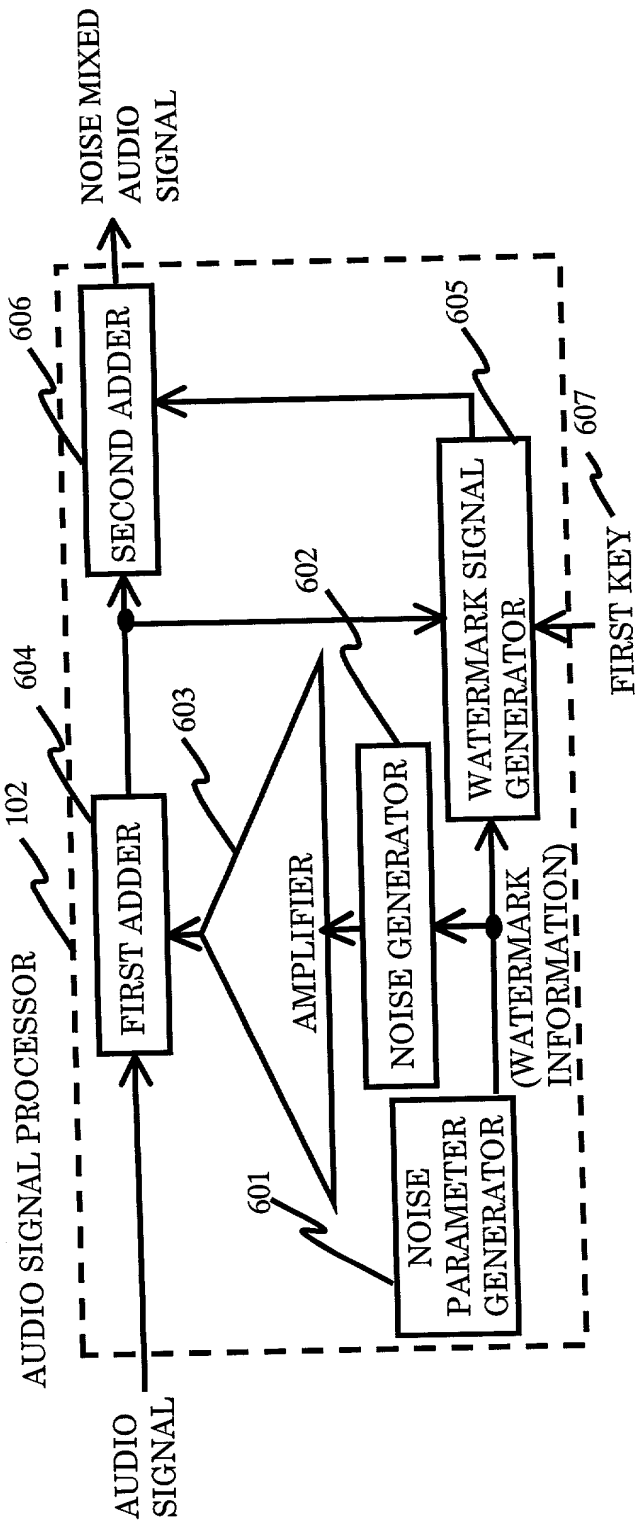 AUDIO SIGNAL PROCESSOR
102
604
606
AUDIO
SIGNAL
FIRST ADDER
SECOND ADDER
NOISE MIXED
AUDIO
SIGNAL
603
AMPLIFIER
602
605
601
NOISE
PARAMETER
GENERATOR
NOISE GENERATOR
WATERMARK SIGNAL
GENERATOR
(WATERMARK
INFORMATION)
607
FIRST KEY